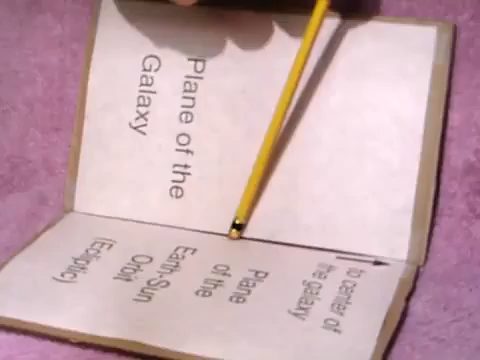 Plane of the
Galaxy
to center of
the galaxy
Plane
of the
Earth-Sun
Orbit
(Ecliptic)